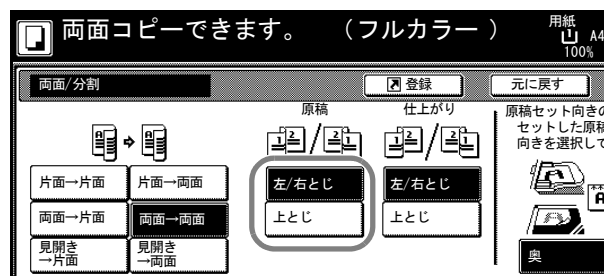 両面コピーできます。 （フルカラー ）
用紙
A4
100%
両面/分割
登録
元に戻す
原稿
仕上がり
片面→片面
片面→両面
両面→片面
両面→両面
見開き
→片面
見開き
→両面
左/右とじ
上とじ
左/右とじ
上とじ
原稿セット向きの
セットした原稿
向きを選択して
奥